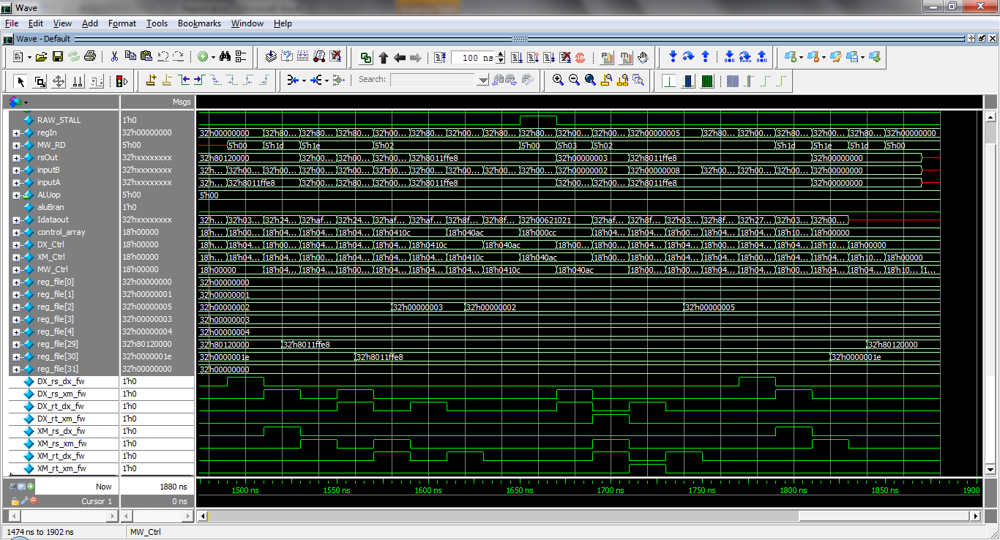 Wave
File Edit View Add Format Tools Bookmarks Window Help
Wave - Default
100 ns
Search:
Msgs
RAW_STALL 1'h0
regIn 32'h00000000 32'h00000000 32'h80... 32'h80... 32'h80... 32'h00... 32'h80... 32'h00... 32'h80... 32'h80... 32'h00... 32'h00... 32'h00000005 32'h80... 32'h00... 32'h80... 32'h80... 32'h00000000
MW_RD 5'h00 5'h00 5'h1d 5'h1e 5'h02 5'h00 5'h03 5'h02 5'h1d 5'h1e 5'h1d 5'h00
rsOut 32'hxxxxxxxx 32'h80120000 32'h00... 32'h80... 32'h00... 32'h8011ffe8 32'h00000003 32'h8011ffe8 32'h00000000
inputB 32'hxxxxxxxx 32'h00... 32'h00... 32'h00... 32'h00... 32'h00... 32'h00... 32'h00... 32'h00... 32'h00... 32'h00... 32'h00000002 32'h00000008 32'h00... 32'h00... 32'h00... 32'h00000000
inputA 32'hxxxxxxxx 32'h... 32'h8011ffe8 32'h00... 32'h80... 32'h00... 32'h8011ffe8 32'h00... 32'h00... 32'h8011ffe8 32'h00000000
ALUop 5'h00 5'h00
aluBran 1'h0
Idataout 32'hxxxxxxxx 32'h... 32'h03... 32'h24... 32'haf... 32'h24... 32'haf... 32'haf... 32'h8f... 32'h8f... 32'h00621021 32'haf... 32'h8f... 32'h03... 32'h8f... 32'h27... 32'h03... 32'h00...
control_array 18'h00000 18'h... 18'h00... 18'h04... 18'h04... 18'h04... 18'h0410c 18'h040ac 18'h000cc 18'h04... 18'h04... 18'h00... 18'h04... 18'h04... 18'h10... 18'h00000
DX_Ctrl 18'h00000 18'h... 18'h04... 18'h00... 18'h04... 18'h04... 18'h0410c 18'h040ac 18'h00... 18'h04... 18'h04... 18'h00... 18'h04... 18'h04... 18'h10... 18'h00000
XM_Ctrl 18'h00000 18'h... 18'h04... 18'h04... 18'h00... 18'h04... 18'h04... 18'h0410c 18'h040ac 18'h00... 18'h04... 18'h04... 18'h00... 18'h04... 18'h04... 18'h10... 18'h00000
MW_Ctrl 18'h00000 18'h00000 18'h04... 18'h04... 18'h00... 18'h04... 18'h04... 18'h0410c 18'h040ac 18'h00... 18'h04... 18'h04... 18'h00... 18'h04... 18'h04... 18'h10... 1...
reg_file[0] 32'h00000000 32'h00000000
reg_file[1] 32'h00000001 32'h00000001
reg_file[2] 32'h00000005 32'h00000002 32'h00000003 32'h00000002 32'h00000005
reg_file[3] 32'h00000003 32'h00000003
reg_file[4] 32'h00000004 32'h00000004
reg_file[29] 32'h80120000 32'h80120000 32'h8011ffe8 32'h80120000
reg_file[30] 32'h0000001e 32'h0000001e 32'h8011ffe8 32'h0000001e
reg_file[31] 32'h00000000 32'h00000000
DX_rs_dx_fw 1'h0
DX_rs_xm_fw 1'h0
DX_rt_dx_fw 1'h0
DX_rt_xm_fw 1'h0
XM_rs_dx_fw 1'h0
XM_rs_xm_fw 1'h0
XM_rt_dx_fw 1'h0
XM_rt_xm_fw 1'h0
Now 1880 ns 1500 ns 1550 ns 1600 ns 1650 ns 1700 ns 1750 ns 1800 ns 1850 ns 1900
Cursor 1 0 ns
1474 ns to 1902 ns MW_Ctrl